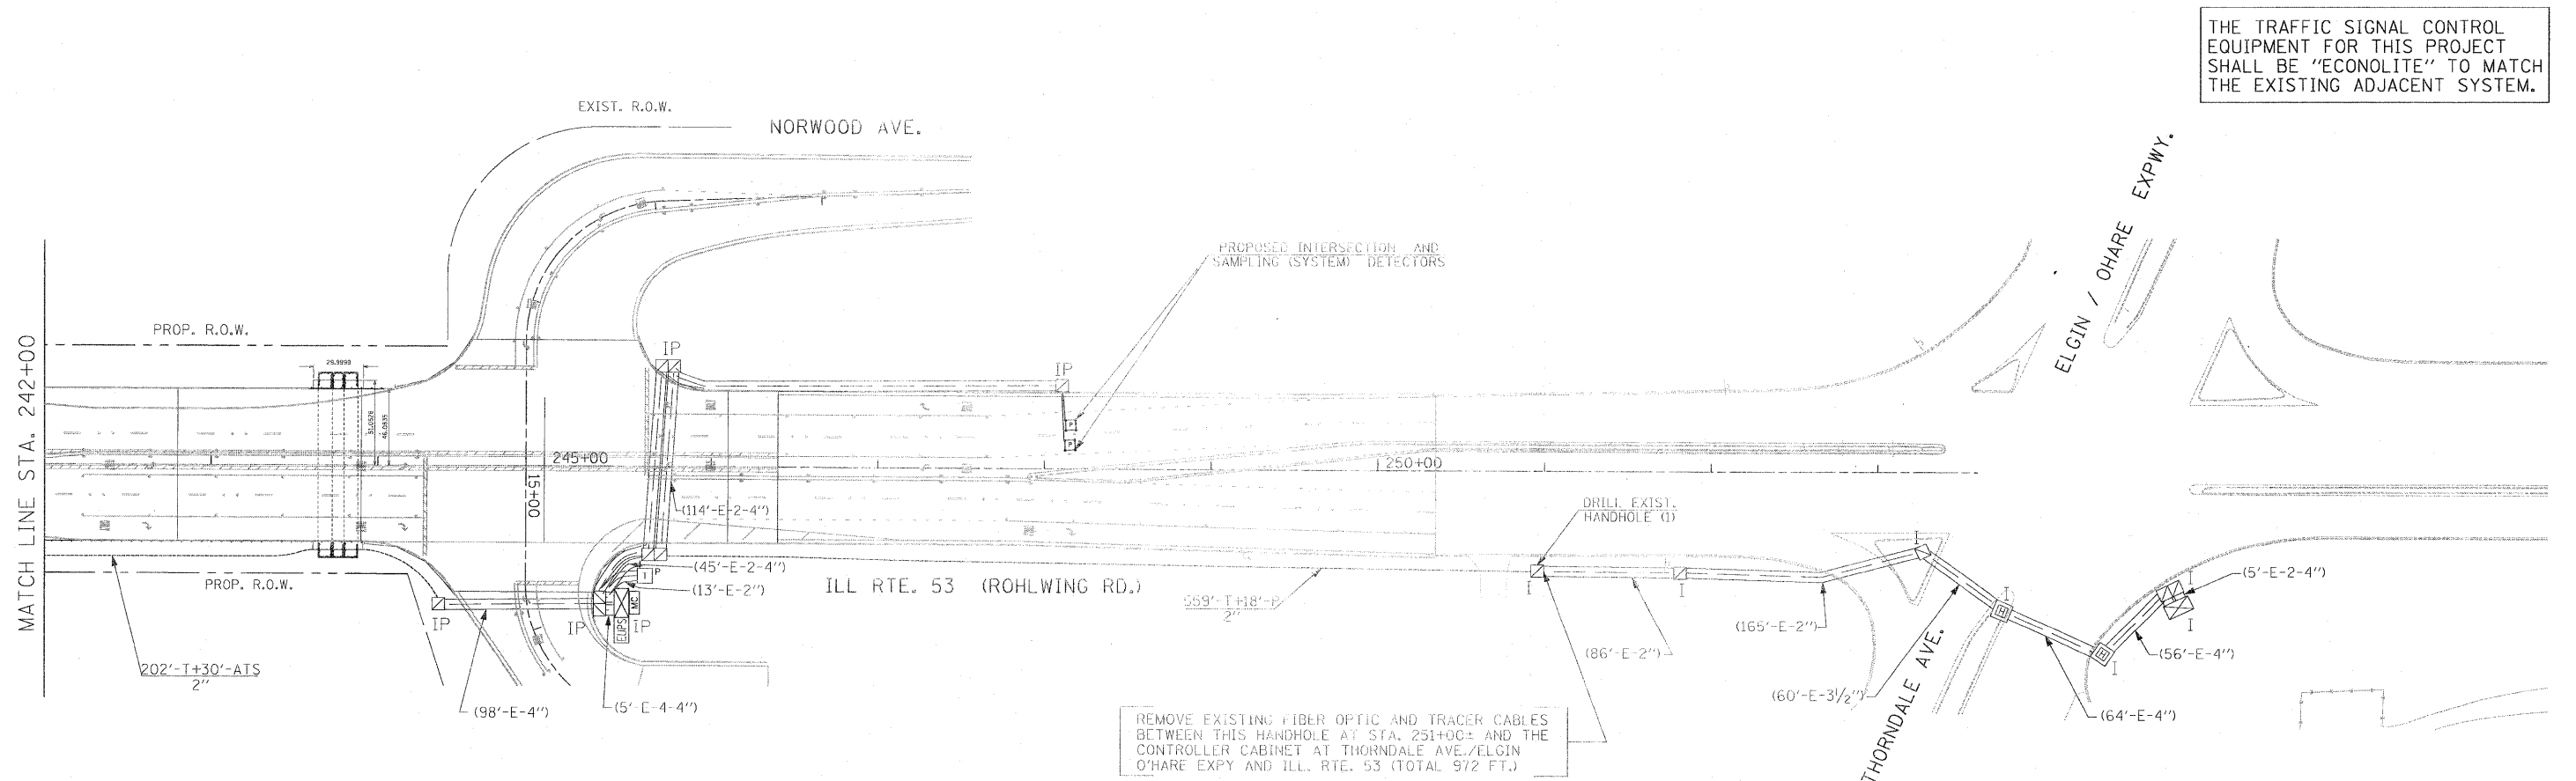 THE TRAFFIC SIGNAL CONTROL
EQUIPMENT FOR THIS PROJECT
SHALL BE "ECONOLITE" TO MATCH
THE EXISTING ADJACENT SYSTEM.
EXIST. R.O.W.
NORWOOD AVE.
ELGIN / OHARE EXPWY.
PROPOSED INTERSECTION AND
SAMPLING (SYSTEM) DETECTORS
PROP. R.O.W.
MATCH LINE STA. 242+00
29.9998
IP
IP
P
P
245+00
250+00
15+00
(114'-E-2-4")
DRILL EXIST.
HANDHOLE (1)
PROP. R.O.W.
(45'-E-2-4")
I P
(13'-E-2")
ILL RTE. 53 (ROHLWING RD.)
2"
I
I
I
I
I
(5'-E-2-4")
I
IP
IP
MC
IP
EUPS
(165'-E-2")
(86'-E-2")
(56'-E-4")
I
202'-T+30'-ATS
2"
(60'-E-3½")
(98'-E-4")
(5'-E-4-4")
(64'-E-4")
THORNDALE AVE.
REMOVE EXISTING FIBER OPTIC AND TRACER CABLES
BETWEEN THIS HANDHOLE AT STA. 251+00± AND THE
CONTROLLER CABINET AT THORNDALE AVE./ELGIN
O'HARE EXPY AND ILL. RTE. 53 (TOTAL 972 FT.)